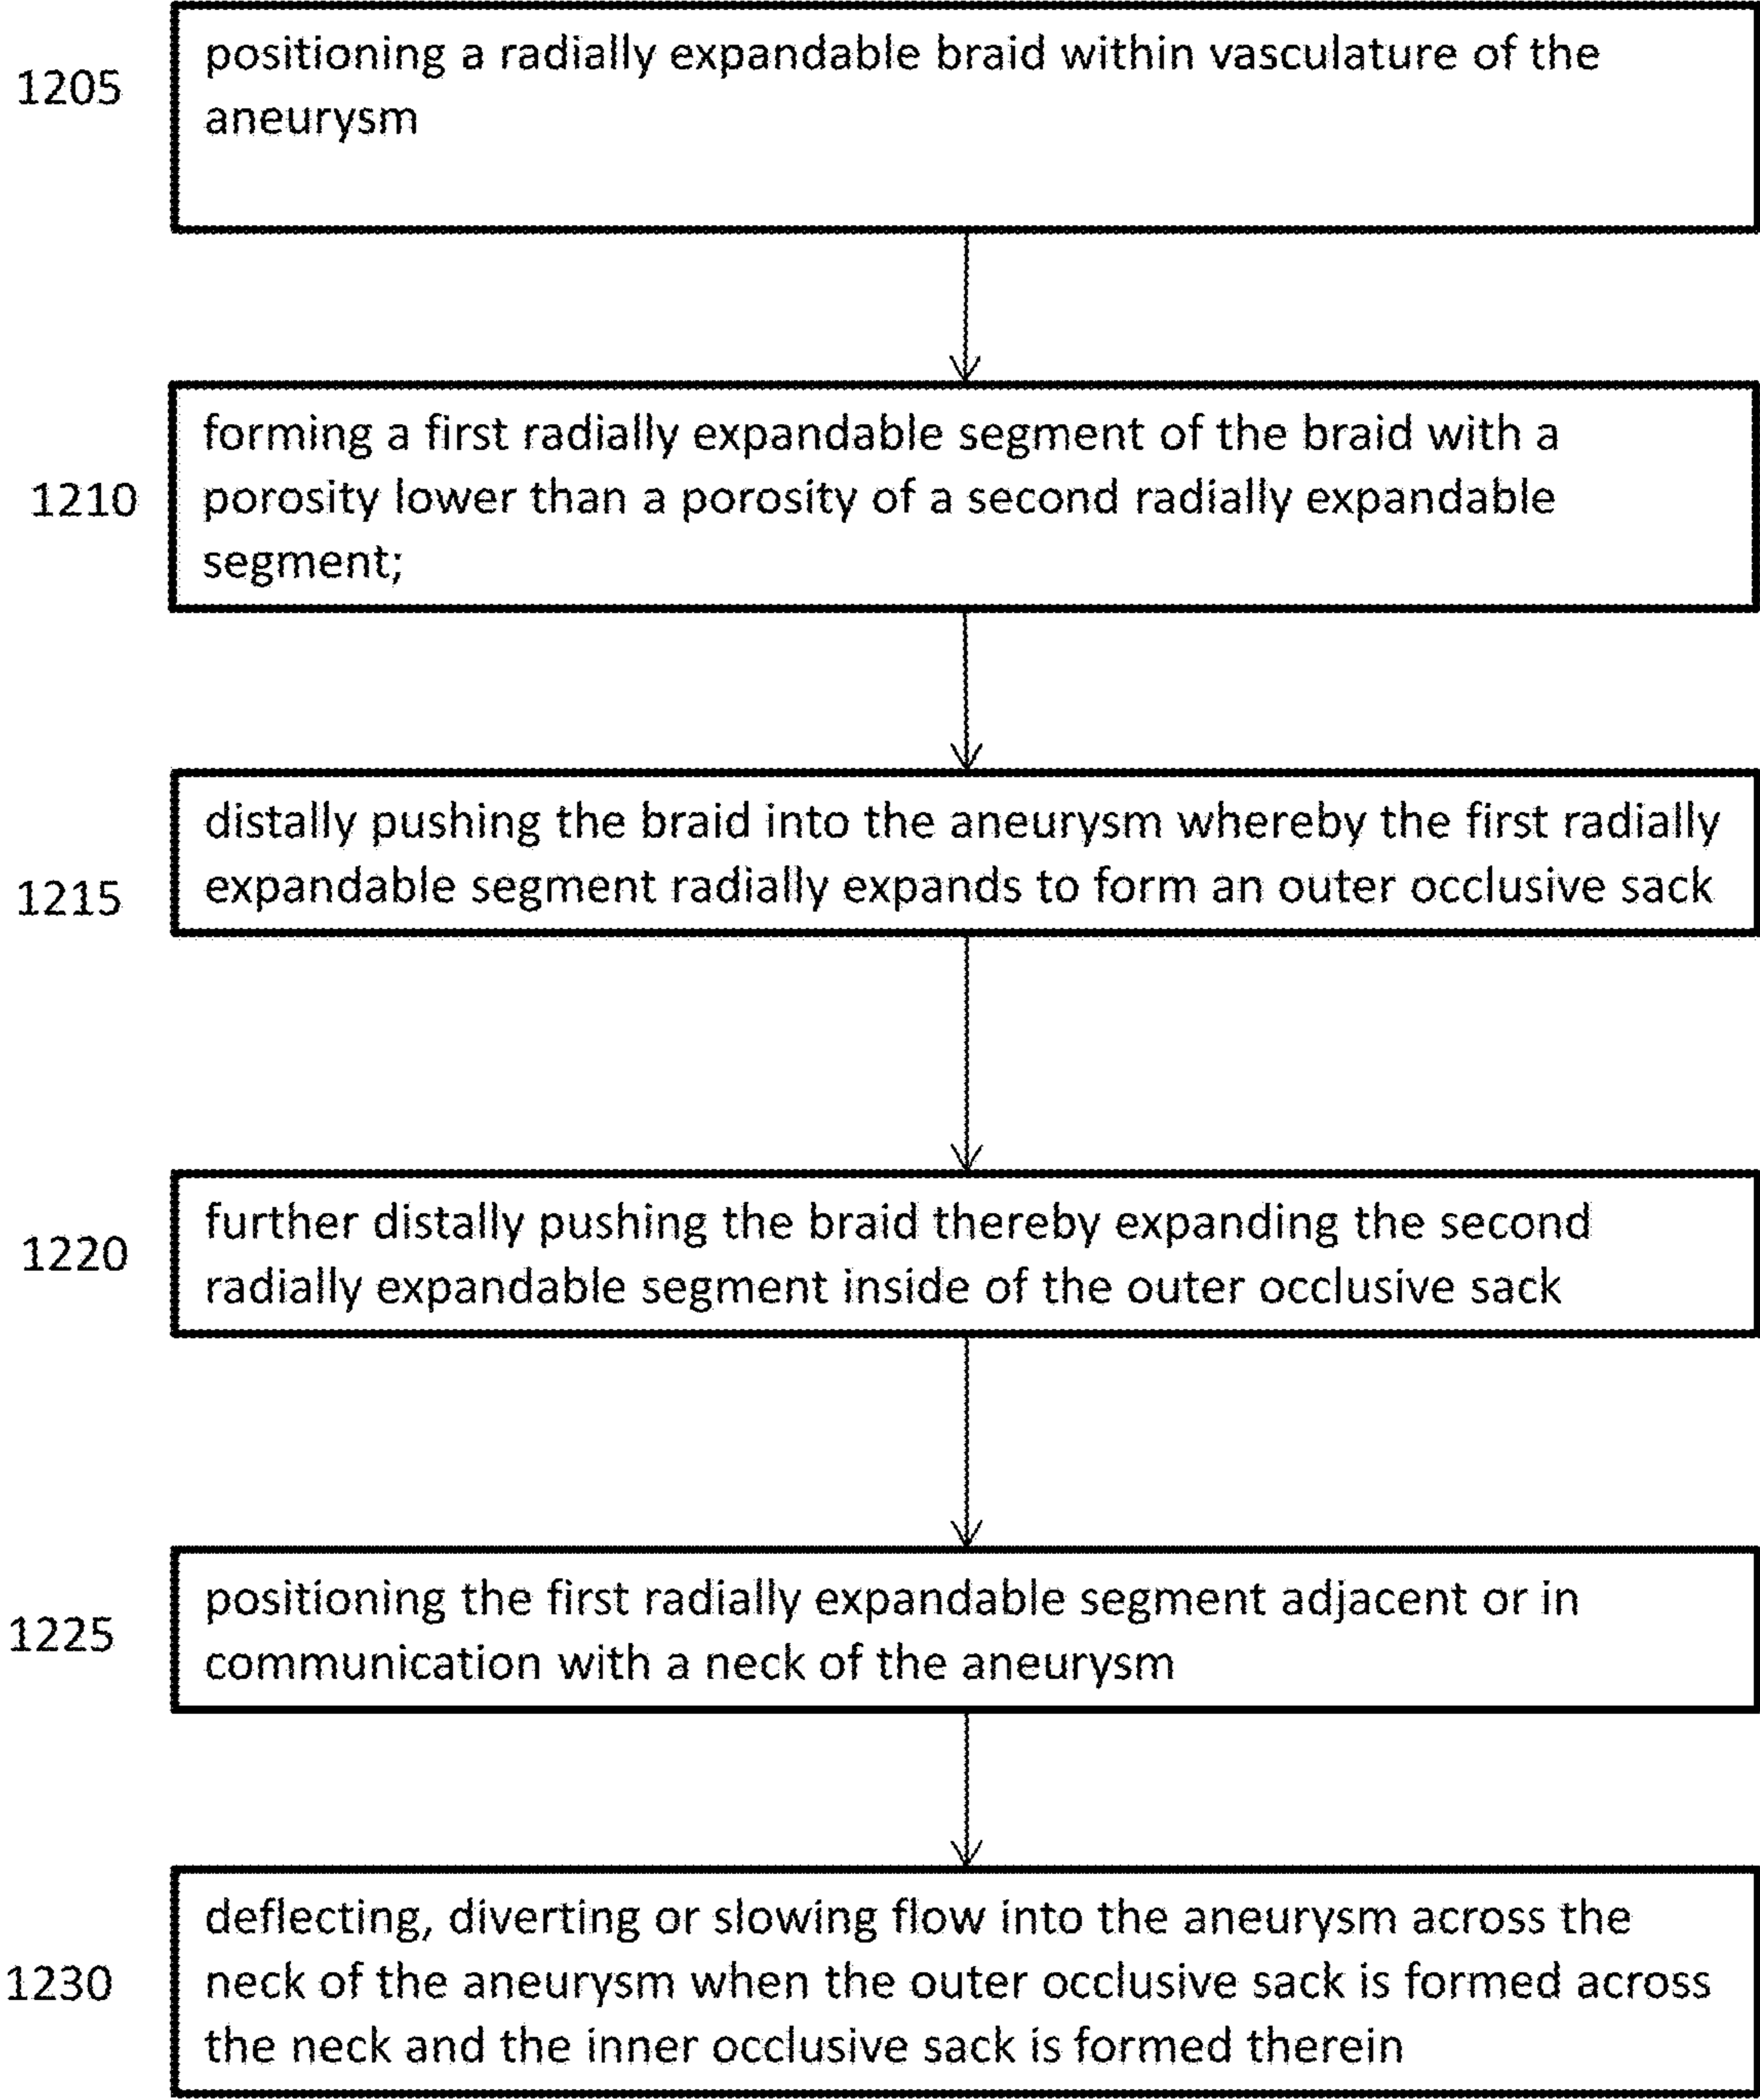 1205
positioning a radially expandable braid within vasculature of the
aneurysm
1210
forming a first radially expandable segment of the braid with a
porosity lower than a porosity of a second radially expandable
segment;
1215
distally pushing the braid into the aneurysm whereby the first radially
expandable segment radially expands to form an outer occlusive sack
1220
further distally pushing the braid thereby expanding the second
radially expandable segment inside of the outer occlusive sack
1225
positioning the first radially expandable segment adjacent or in
communication with a neck of the aneurysm
1230
deflecting, diverting or slowing flow into the aneurysm across the
neck of the aneurysm when the outer occlusive sack is formed across
the neck and the inner occlusive sack is formed therein